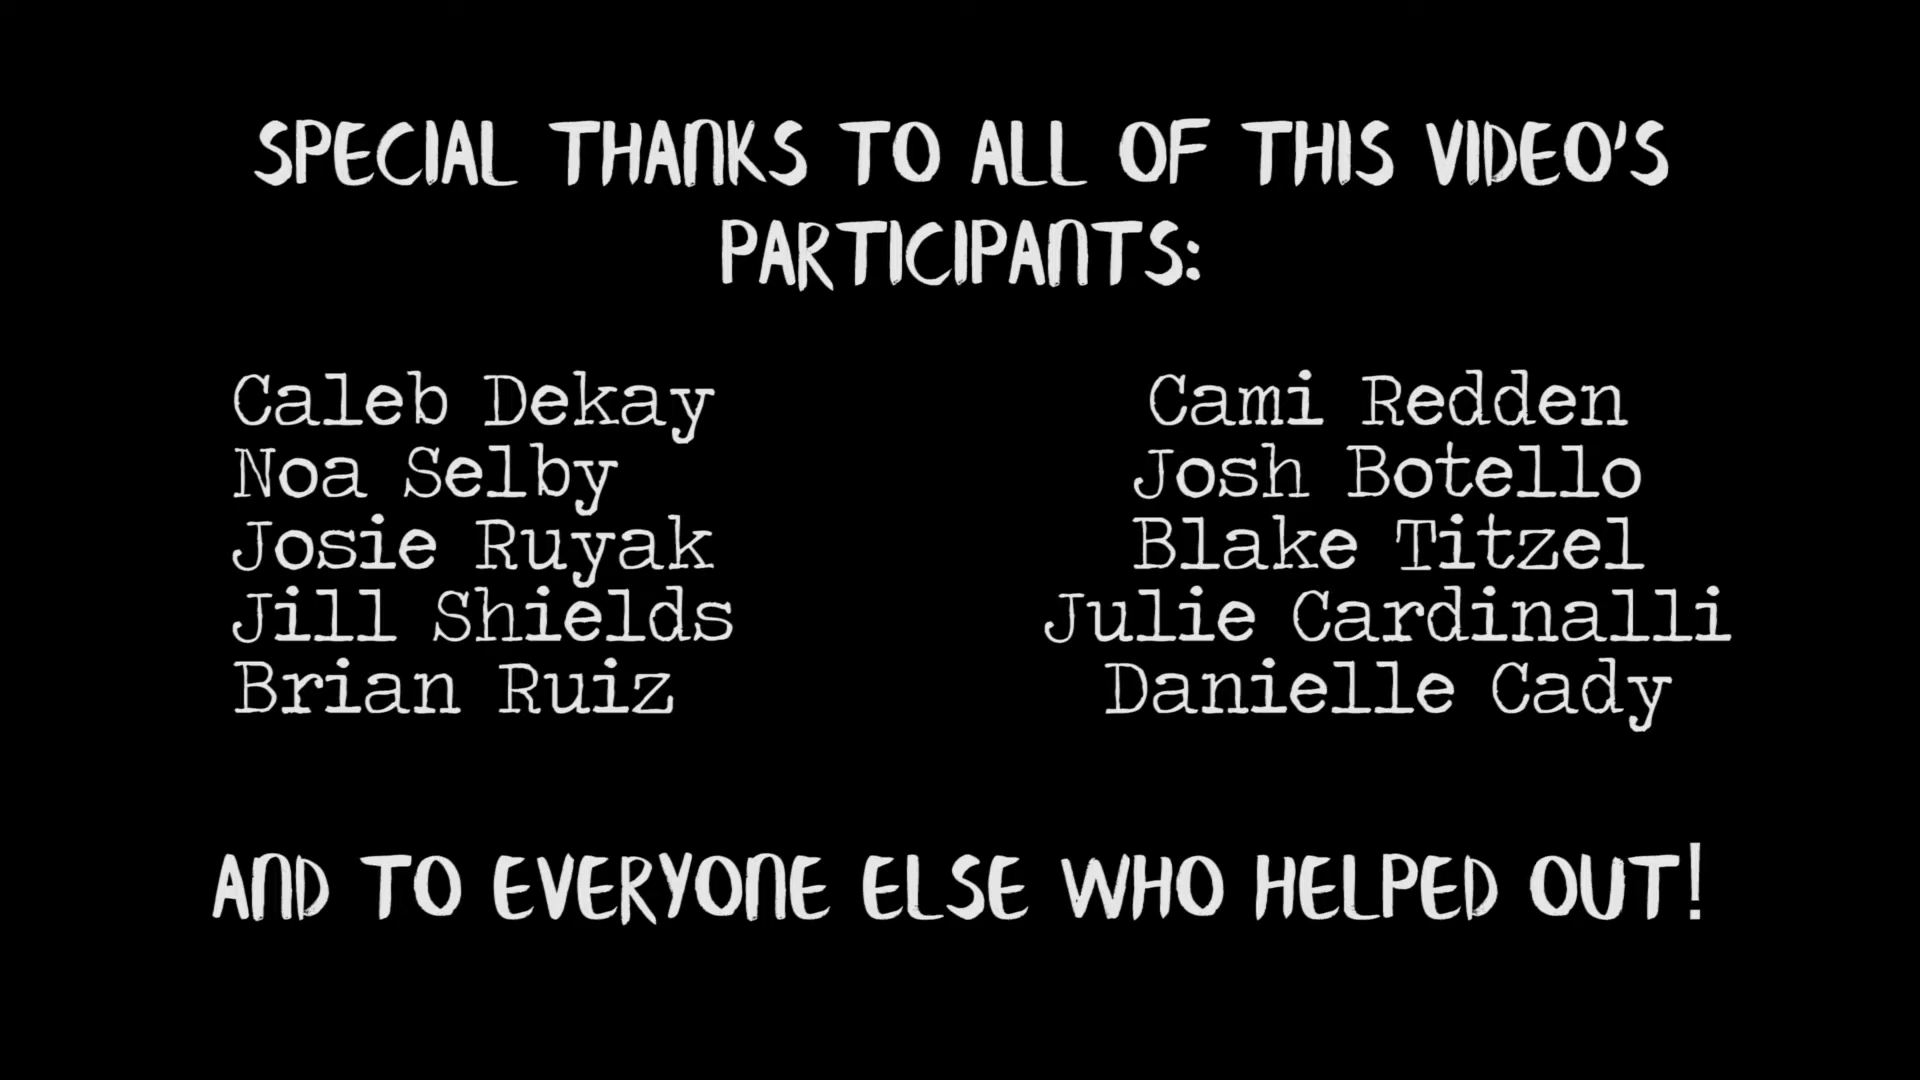 SPECIAL THANKS TO ALL OF THIS VIDEO'S
PARTICIPANTS:
Caleb Dekay
Noa Selby
Josie Ruyak
Jill Shields
Brian Ruiz
Cami Redden
Josh Botello
Blake Titzel
Julie Cardinalli
Danielle Cady
AND TO EVERYONE ELSE WHO HELPED OUT!